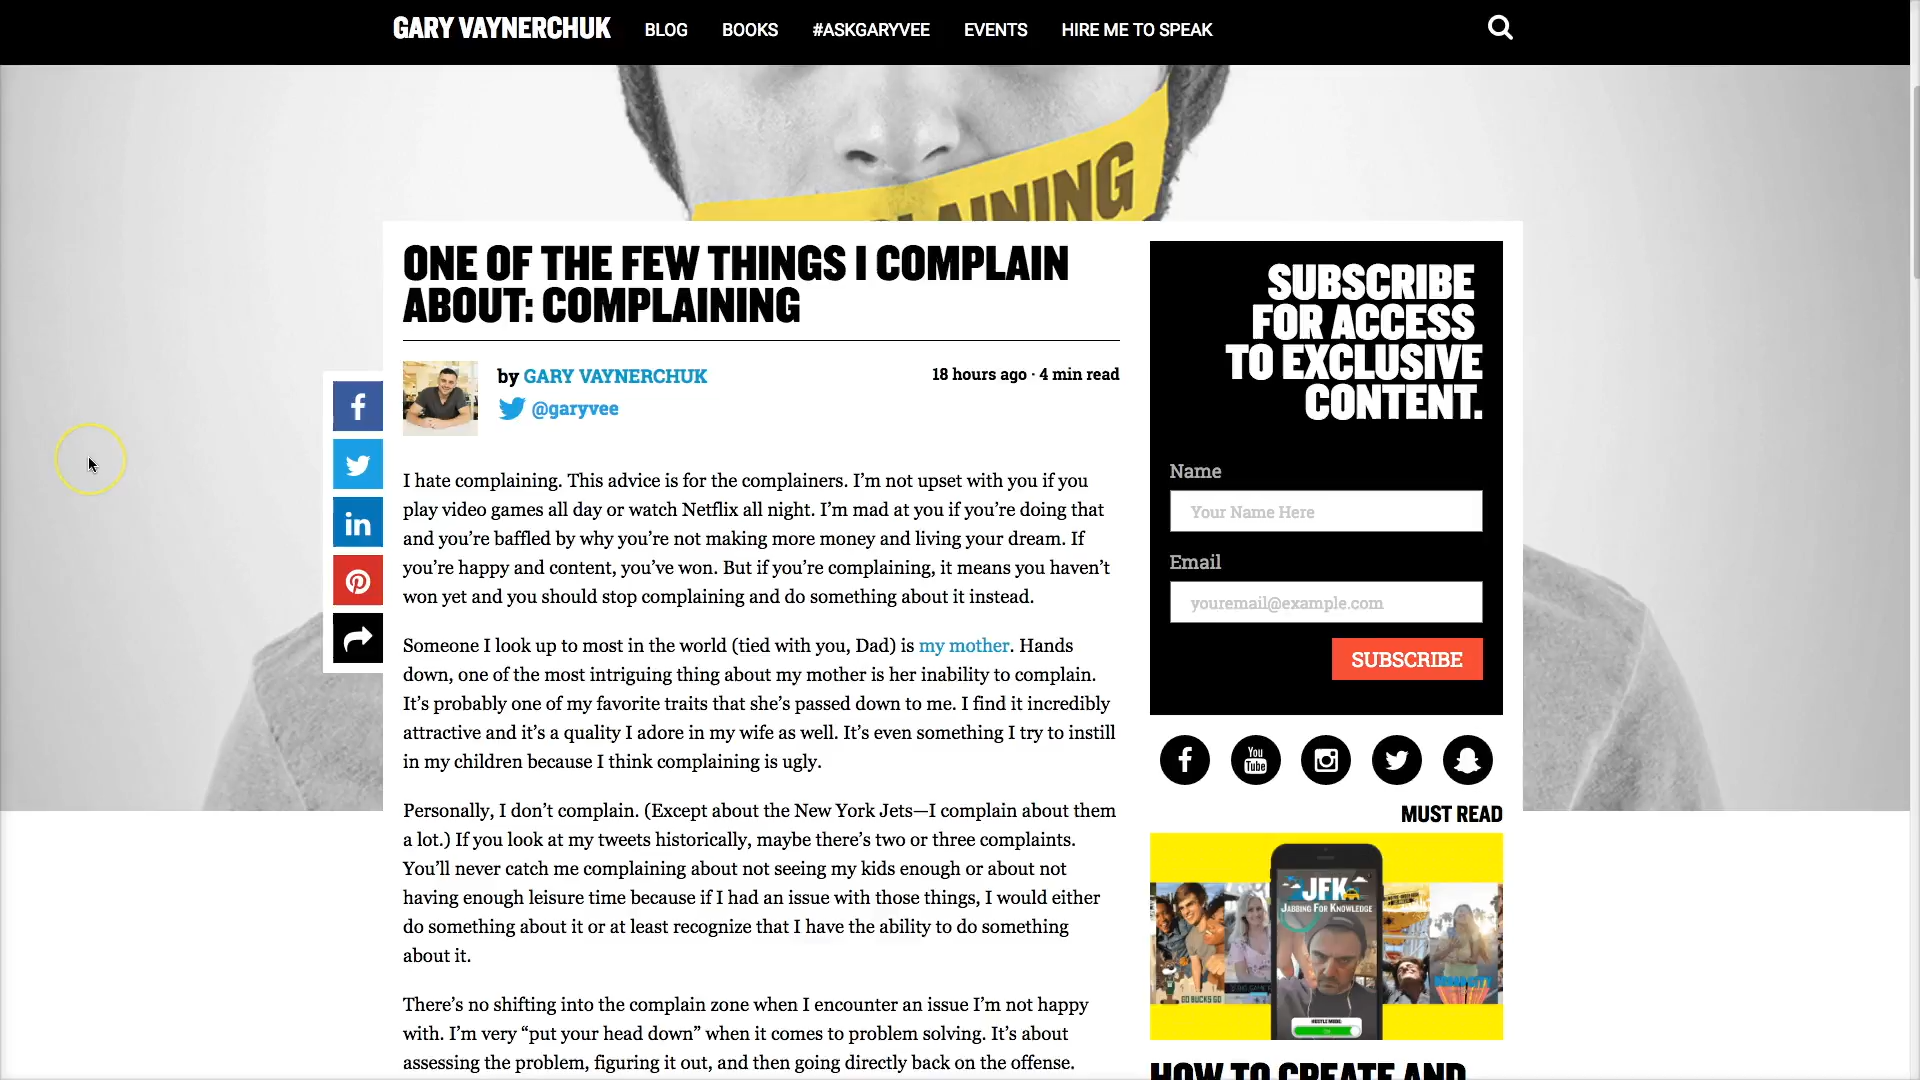 GARY VAYNERCHUK BLOG BOOKS #ASKGARYVEE EVENTS HIRE ME TO SPEAK
ONE OF THE FEW THINGS I COMPLAIN
ABOUT: COMPLAINING
by GARY VAYNERCHUK
18 hours ago · 4 min read
@garyvee
I hate complaining. This advice is for the complainers. I’m not upset with you if you
play video games all day or watch Netflix all night. I’m mad at you if you’re doing that
and you’re baffled by why you’re not making more money and living your dream. If
you’re happy and content, you’ve won. But if you’re complaining, it means you haven’t
won yet and you should stop complaining and do something about it instead.
Someone I look up to most in the world (tied with you, Dad) is my mother. Hands
down, one of the most intriguing thing about my mother is her inability to complain.
It’s probably one of my favorite traits that she’s passed down to me. I find it incredibly
attractive and it’s a quality I adore in my wife as well. It’s even something I try to instill
in my children because I think complaining is ugly.
Personally, I don’t complain. (Except about the New York Jets—I complain about them
a lot.) If you look at my tweets historically, maybe there’s two or three complaints.
You’ll never catch me complaining about not seeing my kids enough or about not
having enough leisure time because if I had an issue with those things, I would either
do something about it or at least recognize that I have the ability to do something
about it.
There’s no shifting into the complain zone when I encounter an issue I’m not happy
with. I’m very “put your head down” when it comes to problem solving. It’s about
assessing the problem, figuring it out, and then going directly back on the offense.
SUBSCRIBE
FOR ACCESS
TO EXCLUSIVE
CONTENT.
Name
Your Name Here
Email
youremail@example.com
SUBSCRIBE
You
Tube
MUST READ
JFK
JABBING FOR KNOWLEDGE
GO BUCKS GO
HUSTLE MODE:
HOW TO CREATE AND